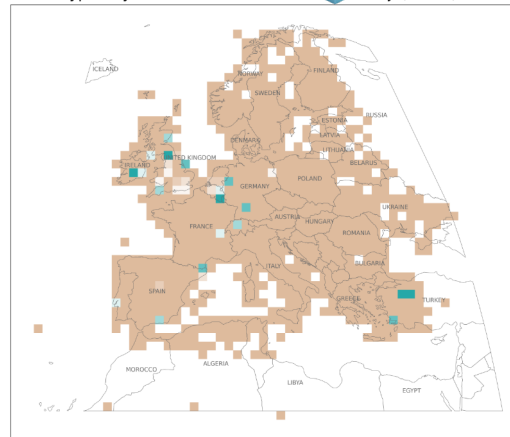 ICELAND
NORWAY
FINLAND
SWEDEN
RUSSIA
ESTONIA
LATVIA
DENMARK
LITHUANIA
UNITED KINGDOM
IRELAND
BELARUS
POLAND
GERMANY
UKRAINE
AUSTRIA
HUNGARY
FRANCE
ROMANIA
BULGARIA
ITALY
SPAIN
GREECE
TURKEY
ALGERIA
MOROCCO
LIBYA
EGYPT